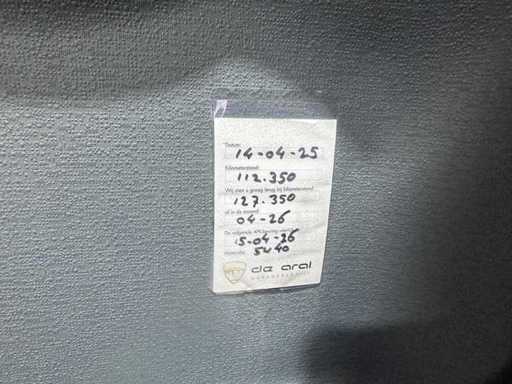 Datum:
14-04-25
Kilometerstand:
112.350
Wij zien u graag terug bij kilometerstand
127.350
of in de maand:
04-26
De volgende APK keuring
15-04-26
5440
de aral